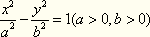 x²/a² − y²/b² = 1(a > 0, b > 0)